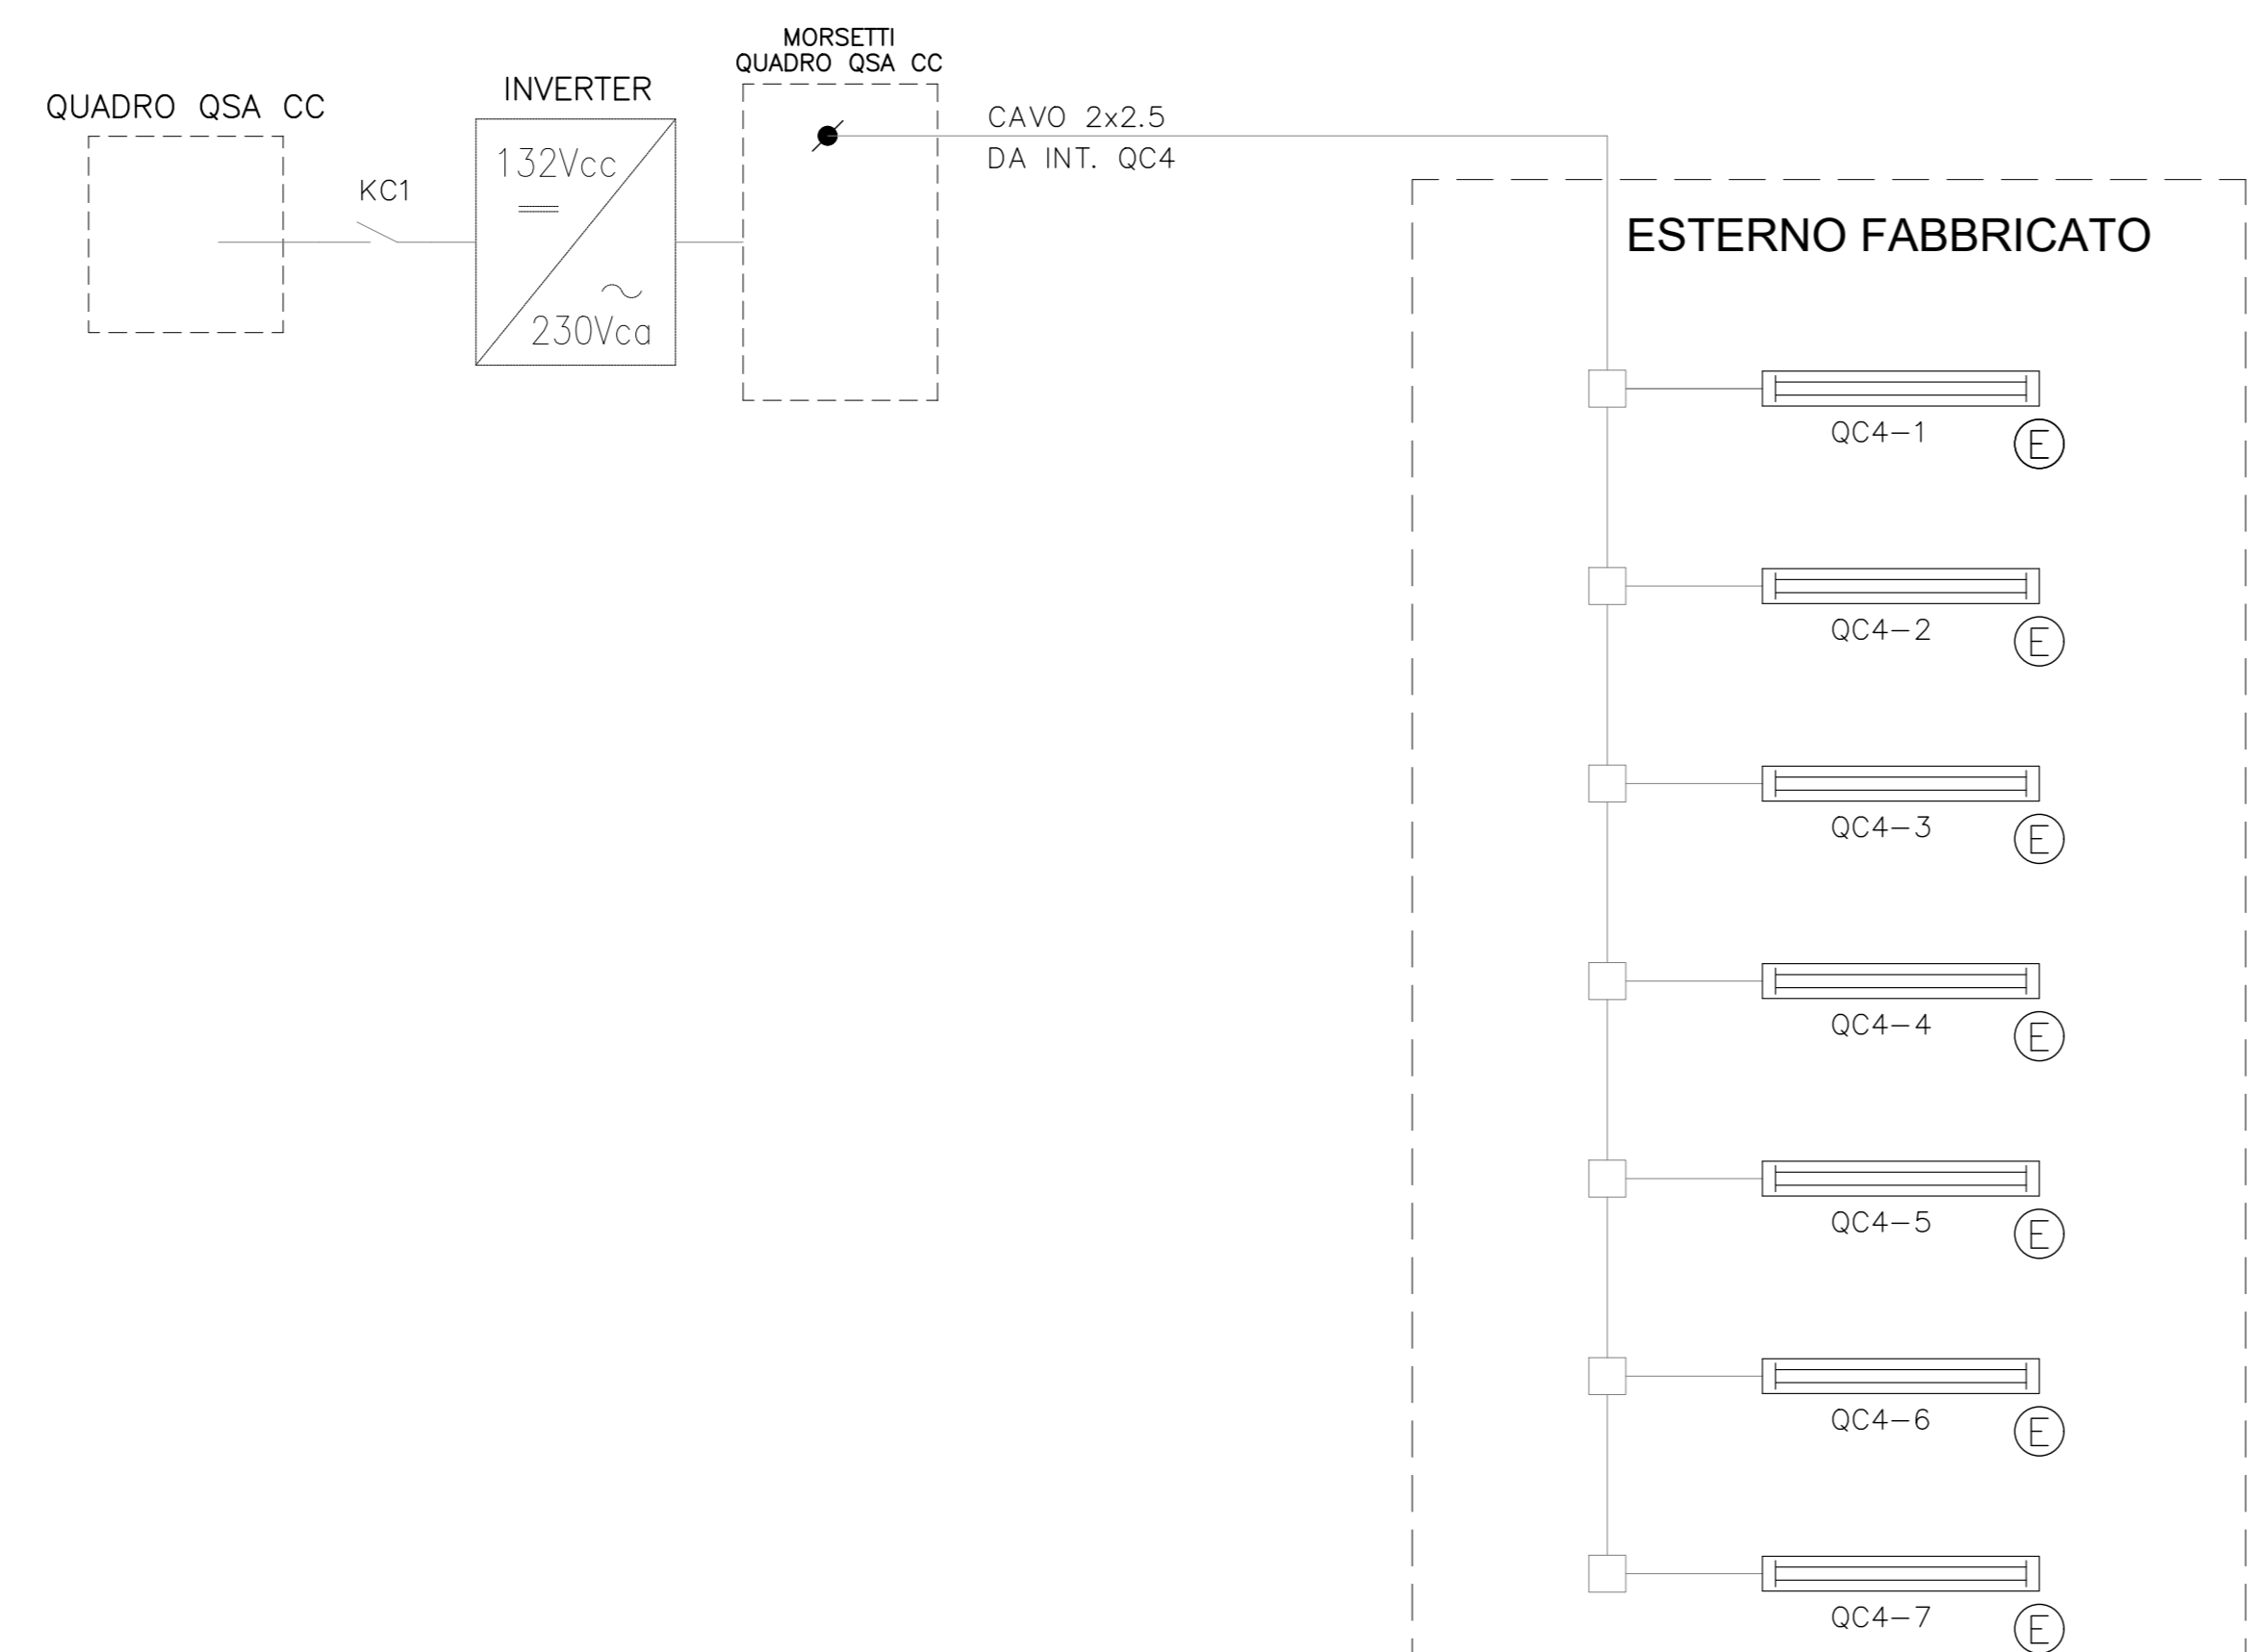 MORSETTI
QUADRO QSA CC
INVERTER
QUADRO QSA CC
CAVO 2x2.5
DA INT. QC4
132Vcc
KC1
230Vca
ESTERNO FABBRICATO
QC4-1
E
QC4-2
E
QC4-3
E
QC4-4
E
QC4-5
E
QC4-6
E
QC4-7
E